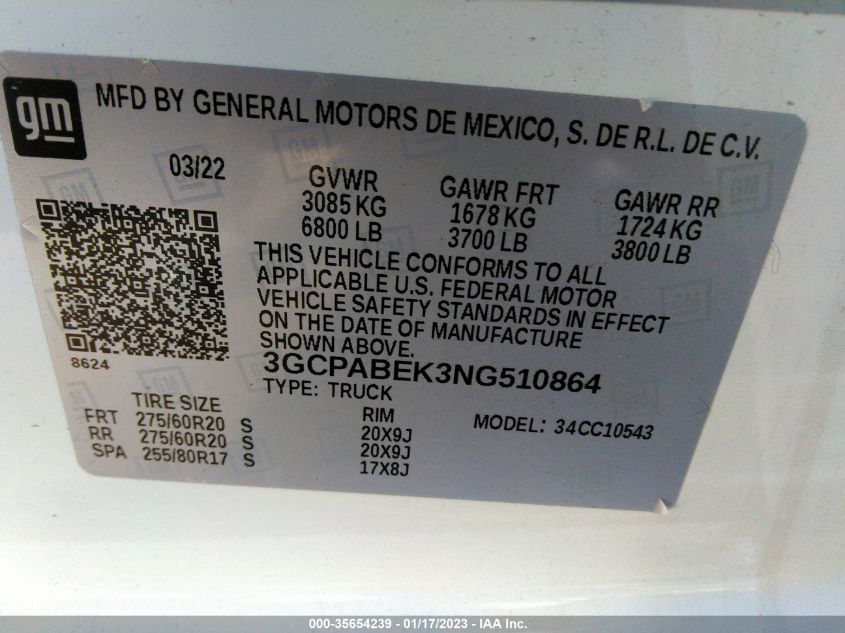 gm
MFD BY GENERAL MOTORS DE MEXICO, S. DE R.L. DE C.V.
03/22
GVWR
3085 KG
6800 LB
GAWR FRT
1678 KG
3700 LB
GAWR RR
1724 KG
3800 LB
THIS VEHICLE CONFORMS TO ALL
APPLICABLE U.S. FEDERAL MOTOR
VEHICLE SAFETY STANDARDS IN EFFECT
ON THE DATE OF MANUFACTURE
SHOWN ABOVE.
8624
3GCPABEK3NG510864
TYPE: TRUCK
TIRE SIZE
RIM
MODEL: 34CC10543
FRT 275/60R20 S 20X9J
RR 275/60R20 S 20X9J
SPA 255/80R17 S 17X8J
000-35654239 - 01/17/2023 - IAA Inc.